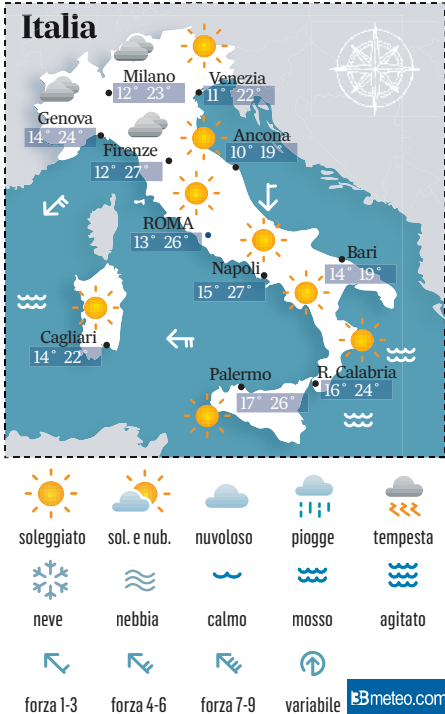 Italia
Milano
12° 23°
Venezia
11° 22°
Genova
14° 24°
Firenze
12° 27°
Ancona
10° 19°
ROMA
13° 26°
Napoli
15° 27°
Bari
14° 19°
Cagliari
14° 22°
Palermo
17° 26°
R. Calabria
16° 24°
soleggiato sol. e nub. nuvoloso piogge tempesta
neve nebbia calmo mosso agitato
forza 1-3 forza 4-6 forza 7-9 variabile
3Bmeteo.com